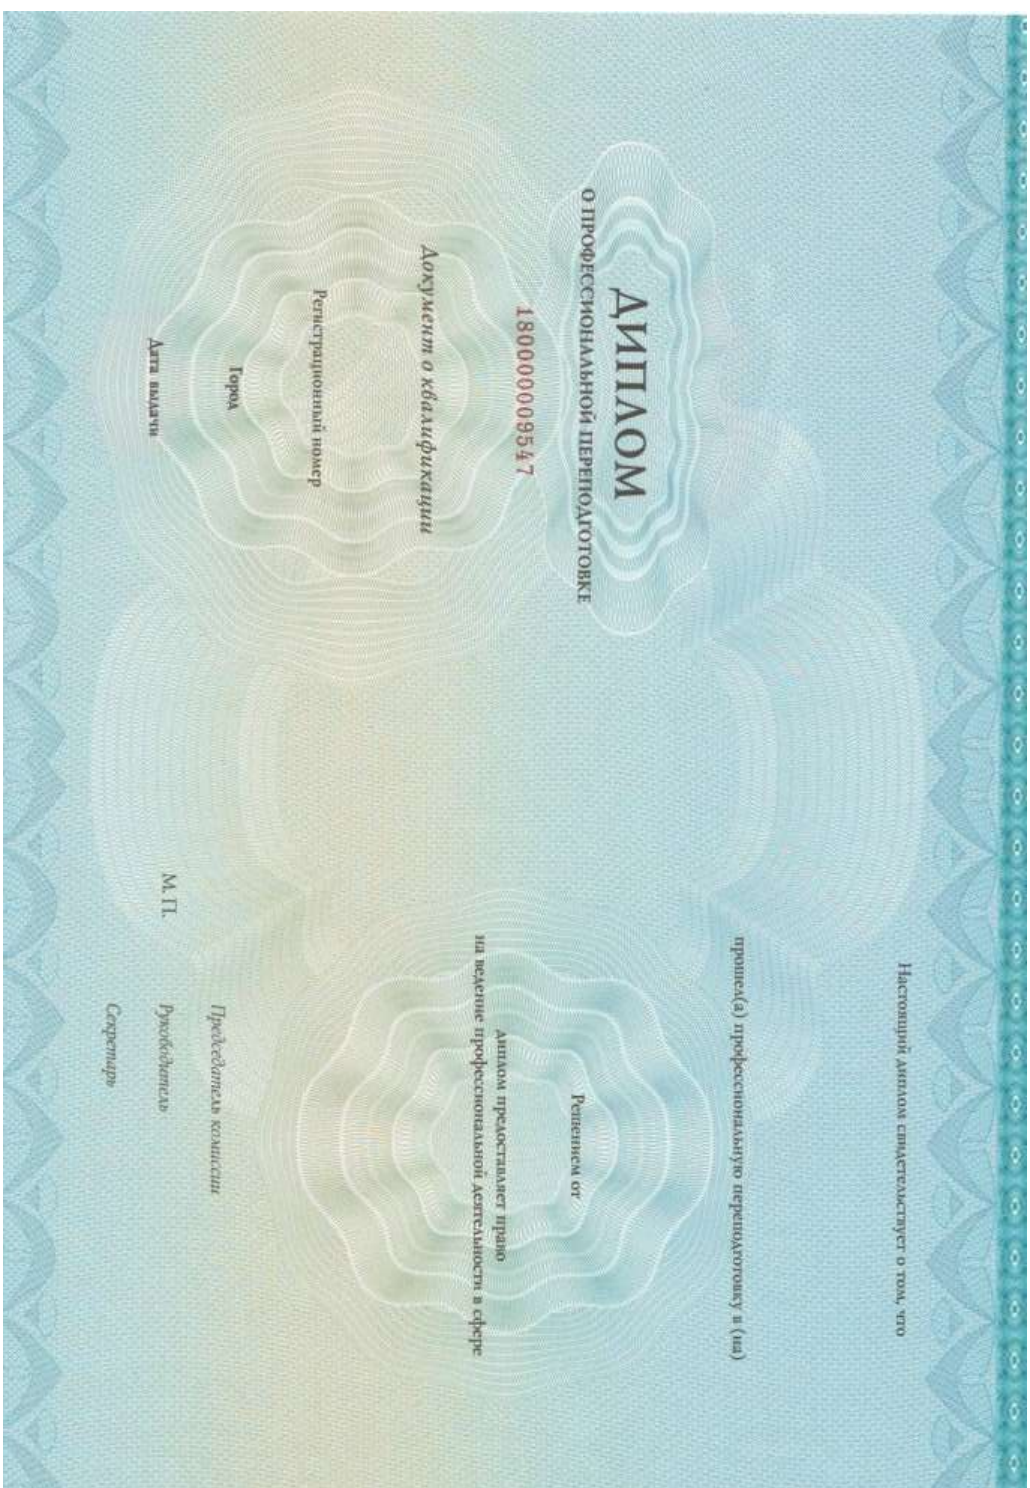 ДИПЛОМ
О ПРОФЕССИОНАЛЬНОЙ ПЕРЕПОДГОТОВКЕ
180000009547
Документ о квалификации
Регистрационный номер
Город
Дата выдачи
Настоящий диплом свидетельствует о том, что
прошел(а) профессиональную переподготовку в (на)
Решением от
диплом предоставляет право
на ведение профессиональной деятельности в сфере
Председатель комиссии
М. П.
Руководитель
Секретарь